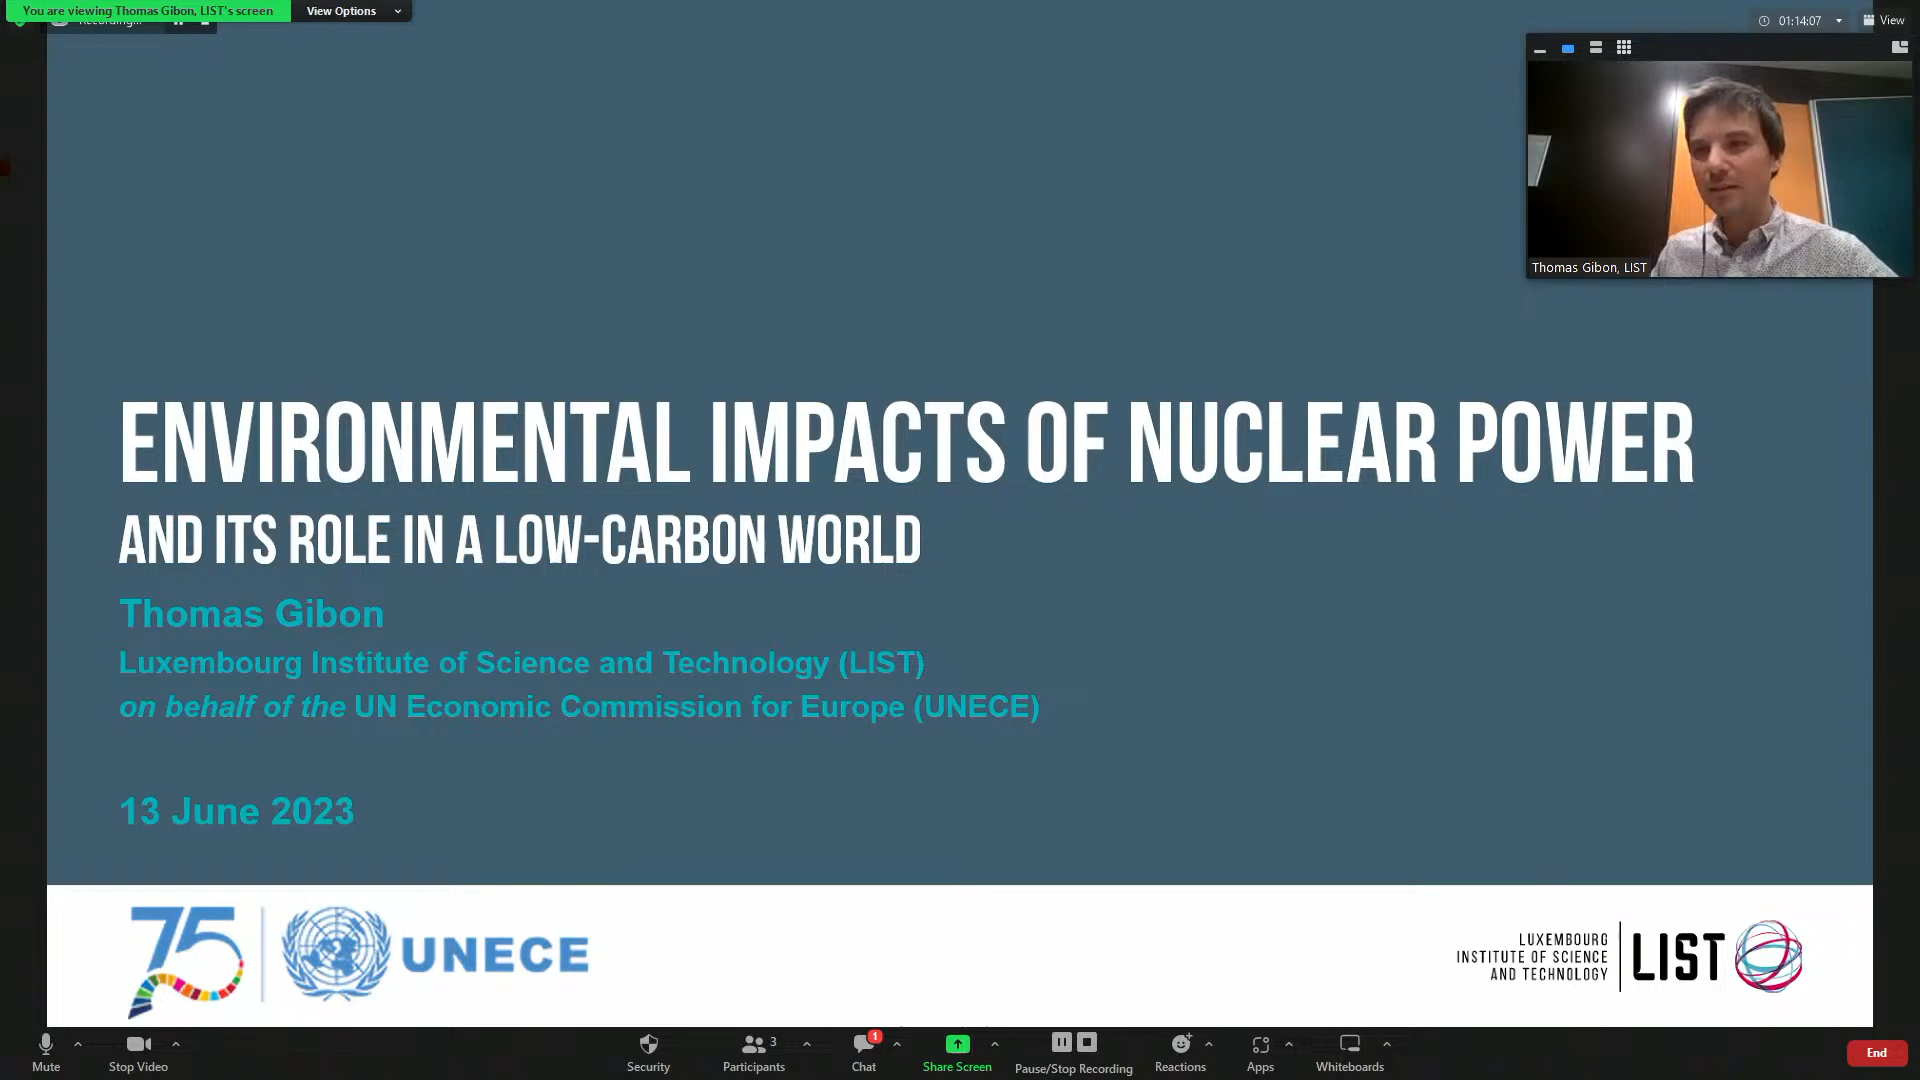 You are viewing Thomas Gibon, LIST's screen
View Options
Recording...
01:14:07
View
Thomas Gibon, LIST
ENVIRONMENTAL IMPACTS OF NUCLEAR POWER
AND ITS ROLE IN A LOW-CARBON WORLD
Thomas Gibon
Luxembourg Institute of Science and Technology (LIST)
on behalf of the UN Economic Commission for Europe (UNECE)
13 June 2023
75
UNECE
LUXEMBOURG
INSTITUTE OF SCIENCE
AND TECHNOLOGY
LIST
Mute
Stop Video
Security
Participants
3
Chat
1
Share Screen
Pause/Stop Recording
Reactions
Apps
Whiteboards
End